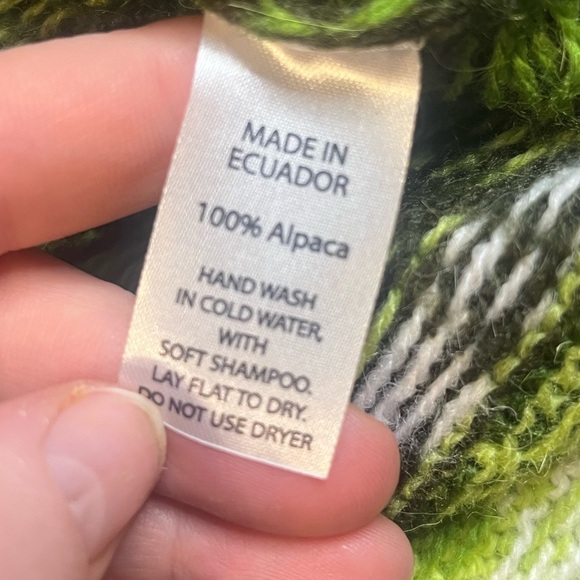 MADE IN
ECUADOR
100% Alpaca
HAND WASH
IN COLD WATER,
WITH
SOFT SHAMPOO.
LAY FLAT TO DRY.
DO NOT USE DRYER